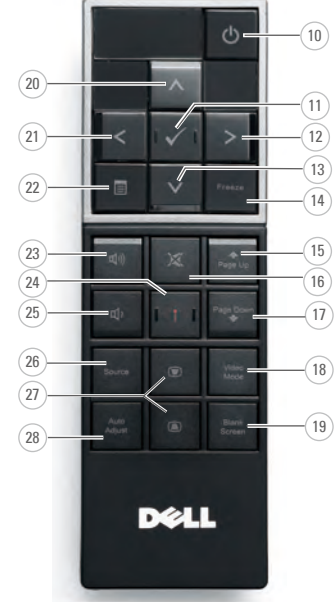 10
20
11
21
12
13
22
Freeze
14
23
15
Page Up
24
16
25
Page Down
17
26
Source
Video
Mode
18
27
Auto
Adjust
Blank
Screen
19
28
DELL